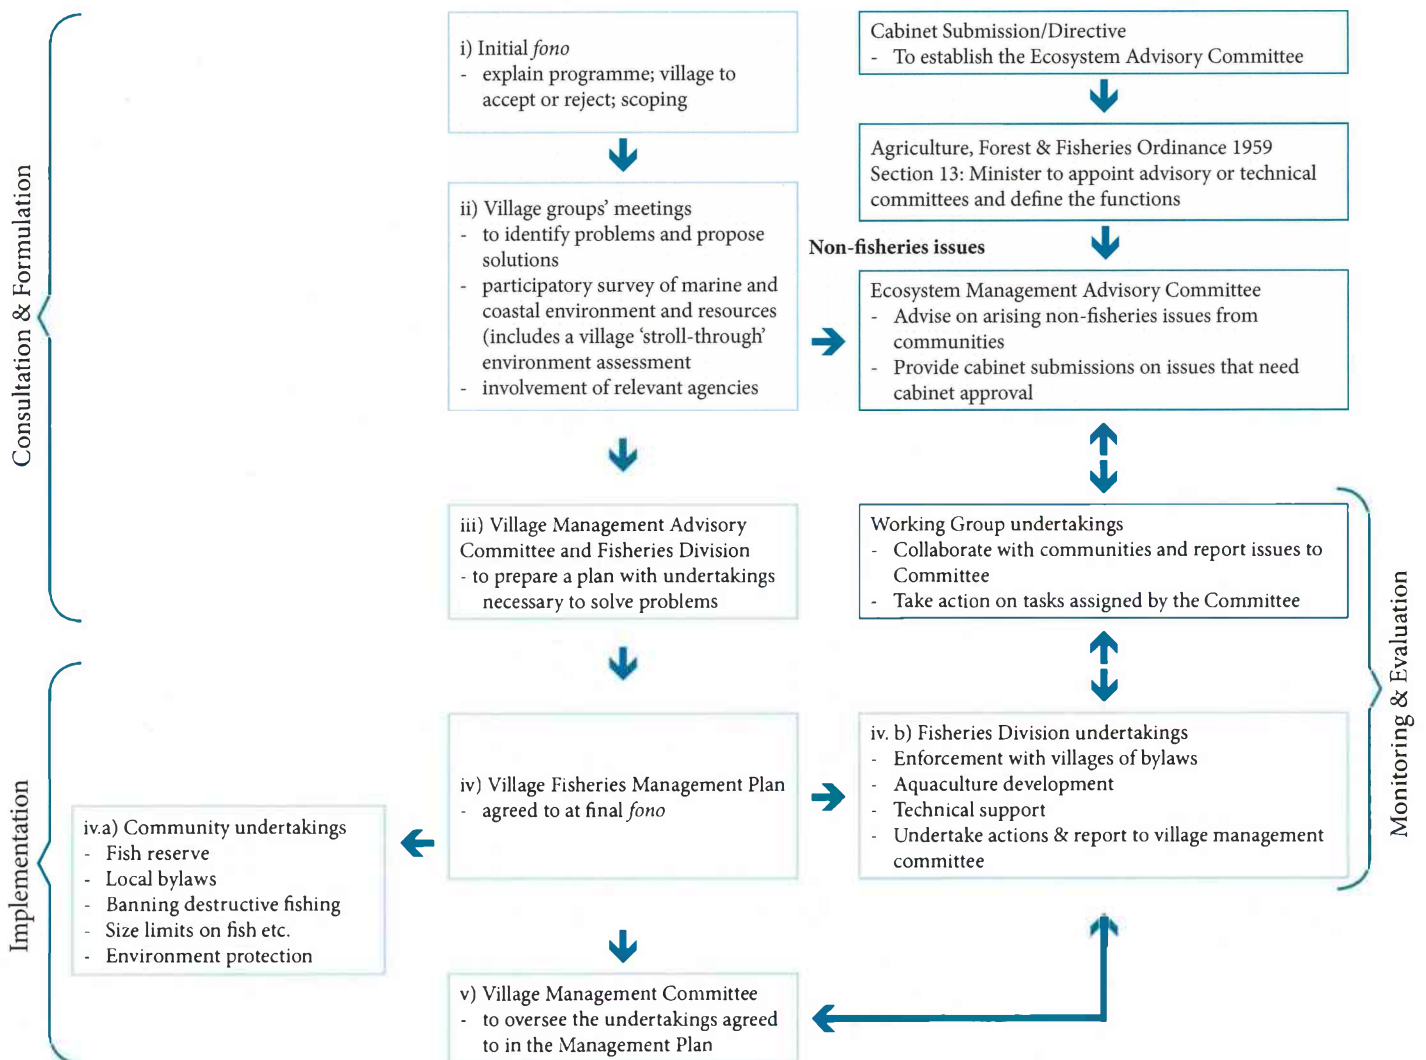 Consultation & Formulation
i) Initial fono
- explain programme; village to
accept or reject; scoping
ii) Village groups’ meetings
- to identify problems and propose
solutions
- participatory survey of marine and
coastal environment and resources
(includes a village ‘stroll-through’
environment assessment
- involvement of relevant agencies
iii) Village Management Advisory
Committee and Fisheries Division
- to prepare a plan with undertakings
necessary to solve problems
Cabinet Submission/Directive
- To establish the Ecosystem Advisory Committee
Agriculture, Forest & Fisheries Ordinance 1959
Section 13: Minister to appoint advisory or technical
committees and define the functions
Non-fisheries issues
Ecosystem Management Advisory Committee
- Advise on arising non-fisheries issues from
communities
- Provide cabinet submissions on issues that need
cabinet approval
Working Group undertakings
- Collaborate with communities and report issues to
Committee
- Take action on tasks assigned by the Committee
Implementation
iv) Village Fisheries Management Plan
- agreed to at final fono
iv.a) Community undertakings
- Fish reserve
- Local bylaws
- Banning destructive fishing
- Size limits on fish etc.
- Environment protection
iv. b) Fisheries Division undertakings
- Enforcement with villages of bylaws
- Aquaculture development
- Technical support
- Undertake actions & report to village management
committee
Monitoring & Evaluation
v) Village Management Committee
- to oversee the undertakings agreed
to in the Management Plan